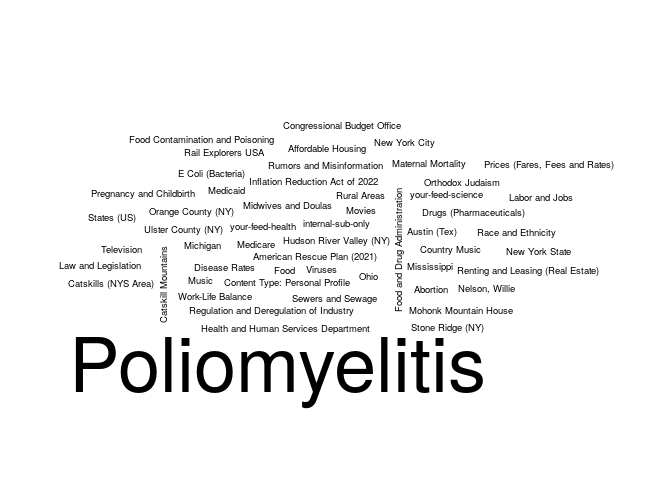 Congressional Budget Office
Food Contamination and Poisoning
New York City
Affordable Housing
Rail Explorers USA
Rumors and Misinformation
Maternal Mortality
Prices (Fares, Fees and Rates)
E Coli (Bacteria)
Inflation Reduction Act of 2022
Orthodox Judaism
Pregnancy and Childbirth
Medicaid
Rural Areas
your-feed-science
Labor and Jobs
Midwives and Doulas
Orange County (NY)
Movies
Drugs (Pharmaceuticals)
States (US)
Ulster County (NY)
your-feed-health
internal-sub-only
Food and Drug Administration
Austin (Tex)
Race and Ethnicity
Television
Michigan
Medicare
Hudson River Valley (NY)
Country Music
New York State
American Rescue Plan (2021)
Law and Legislation
Disease Rates
Food
Viruses
Mississippi
Renting and Leasing (Real Estate)
Catskills (NYS Area)
Catskill Mountains
Music
Content Type: Personal Profile
Ohio
Abortion
Nelson, Willie
Work-Life Balance
Sewers and Sewage
Regulation and Deregulation of Industry
Mohonk Mountain House
Health and Human Services Department
Stone Ridge (NY)
Poliomyelitis